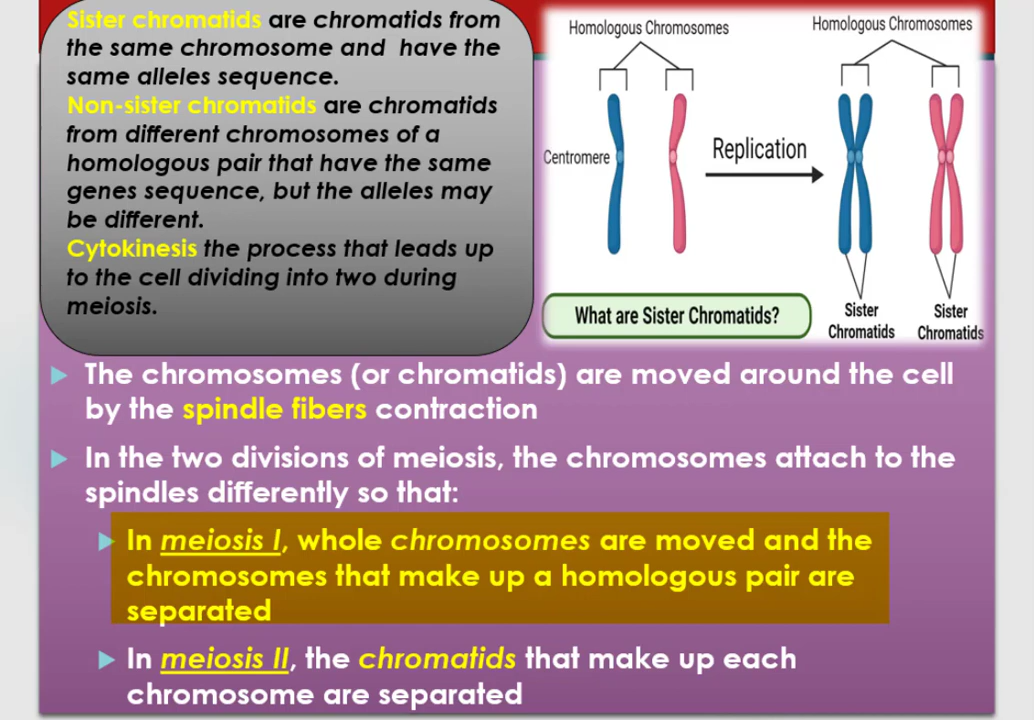 Sister chromatids are chromatids from
the same chromosome and have the
same alleles sequence.
Non-sister chromatids are chromatids
from different chromosomes of a
homologous pair that have the same
genes sequence, but the alleles may
be different.
Cytokinesis the process that leads up
to the cell dividing into two during
meiosis.
Homologous Chromosomes
Homologous Chromosomes
Centromere
Replication
What are Sister Chromatids?
Sister
Chromatids
Sister
Chromatids
The chromosomes (or chromatids) are moved around the cell
by the spindle fibers contraction
In the two divisions of meiosis, the chromosomes attach to the
spindles differently so that:
In meiosis I, whole chromosomes are moved and the
chromosomes that make up a homologous pair are
separated
In meiosis II, the chromatids that make up each
chromosome are separated